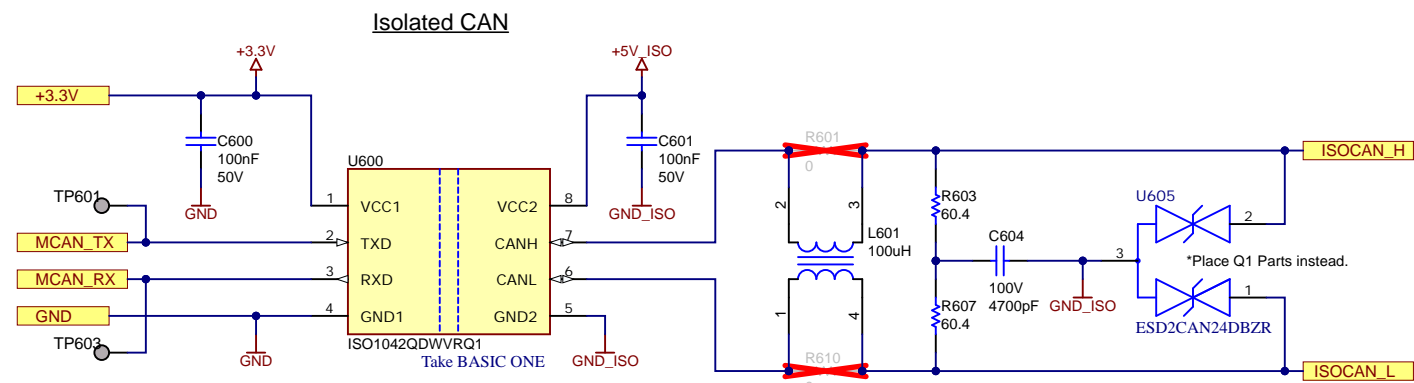 Isolated CAN
+3.3V
+5V_ISO
+3.3V
C600
100nF
50V
C601
100nF
50V
R601
0
ISOCAN_H
U600
TP601
GND
GND_ISO
1
VCC1
VCC2
8
2
3
R603
60.4
U605
2
MCAN_TX
2
TXD
CANH
7
L601
100uH
C604
100V
4700pF
3
*Place Q1 Parts instead.
MCAN_RX
3
RXD
CANL
6
GND_ISO
GND
4
GND1
GND2
5
1
4
R607
60.4
1
ESD2CAN24DBZR
TP603
GND
ISO1042QDWVRQ1
Take BASIC ONE
GND_ISO
R610
ISOCAN_L